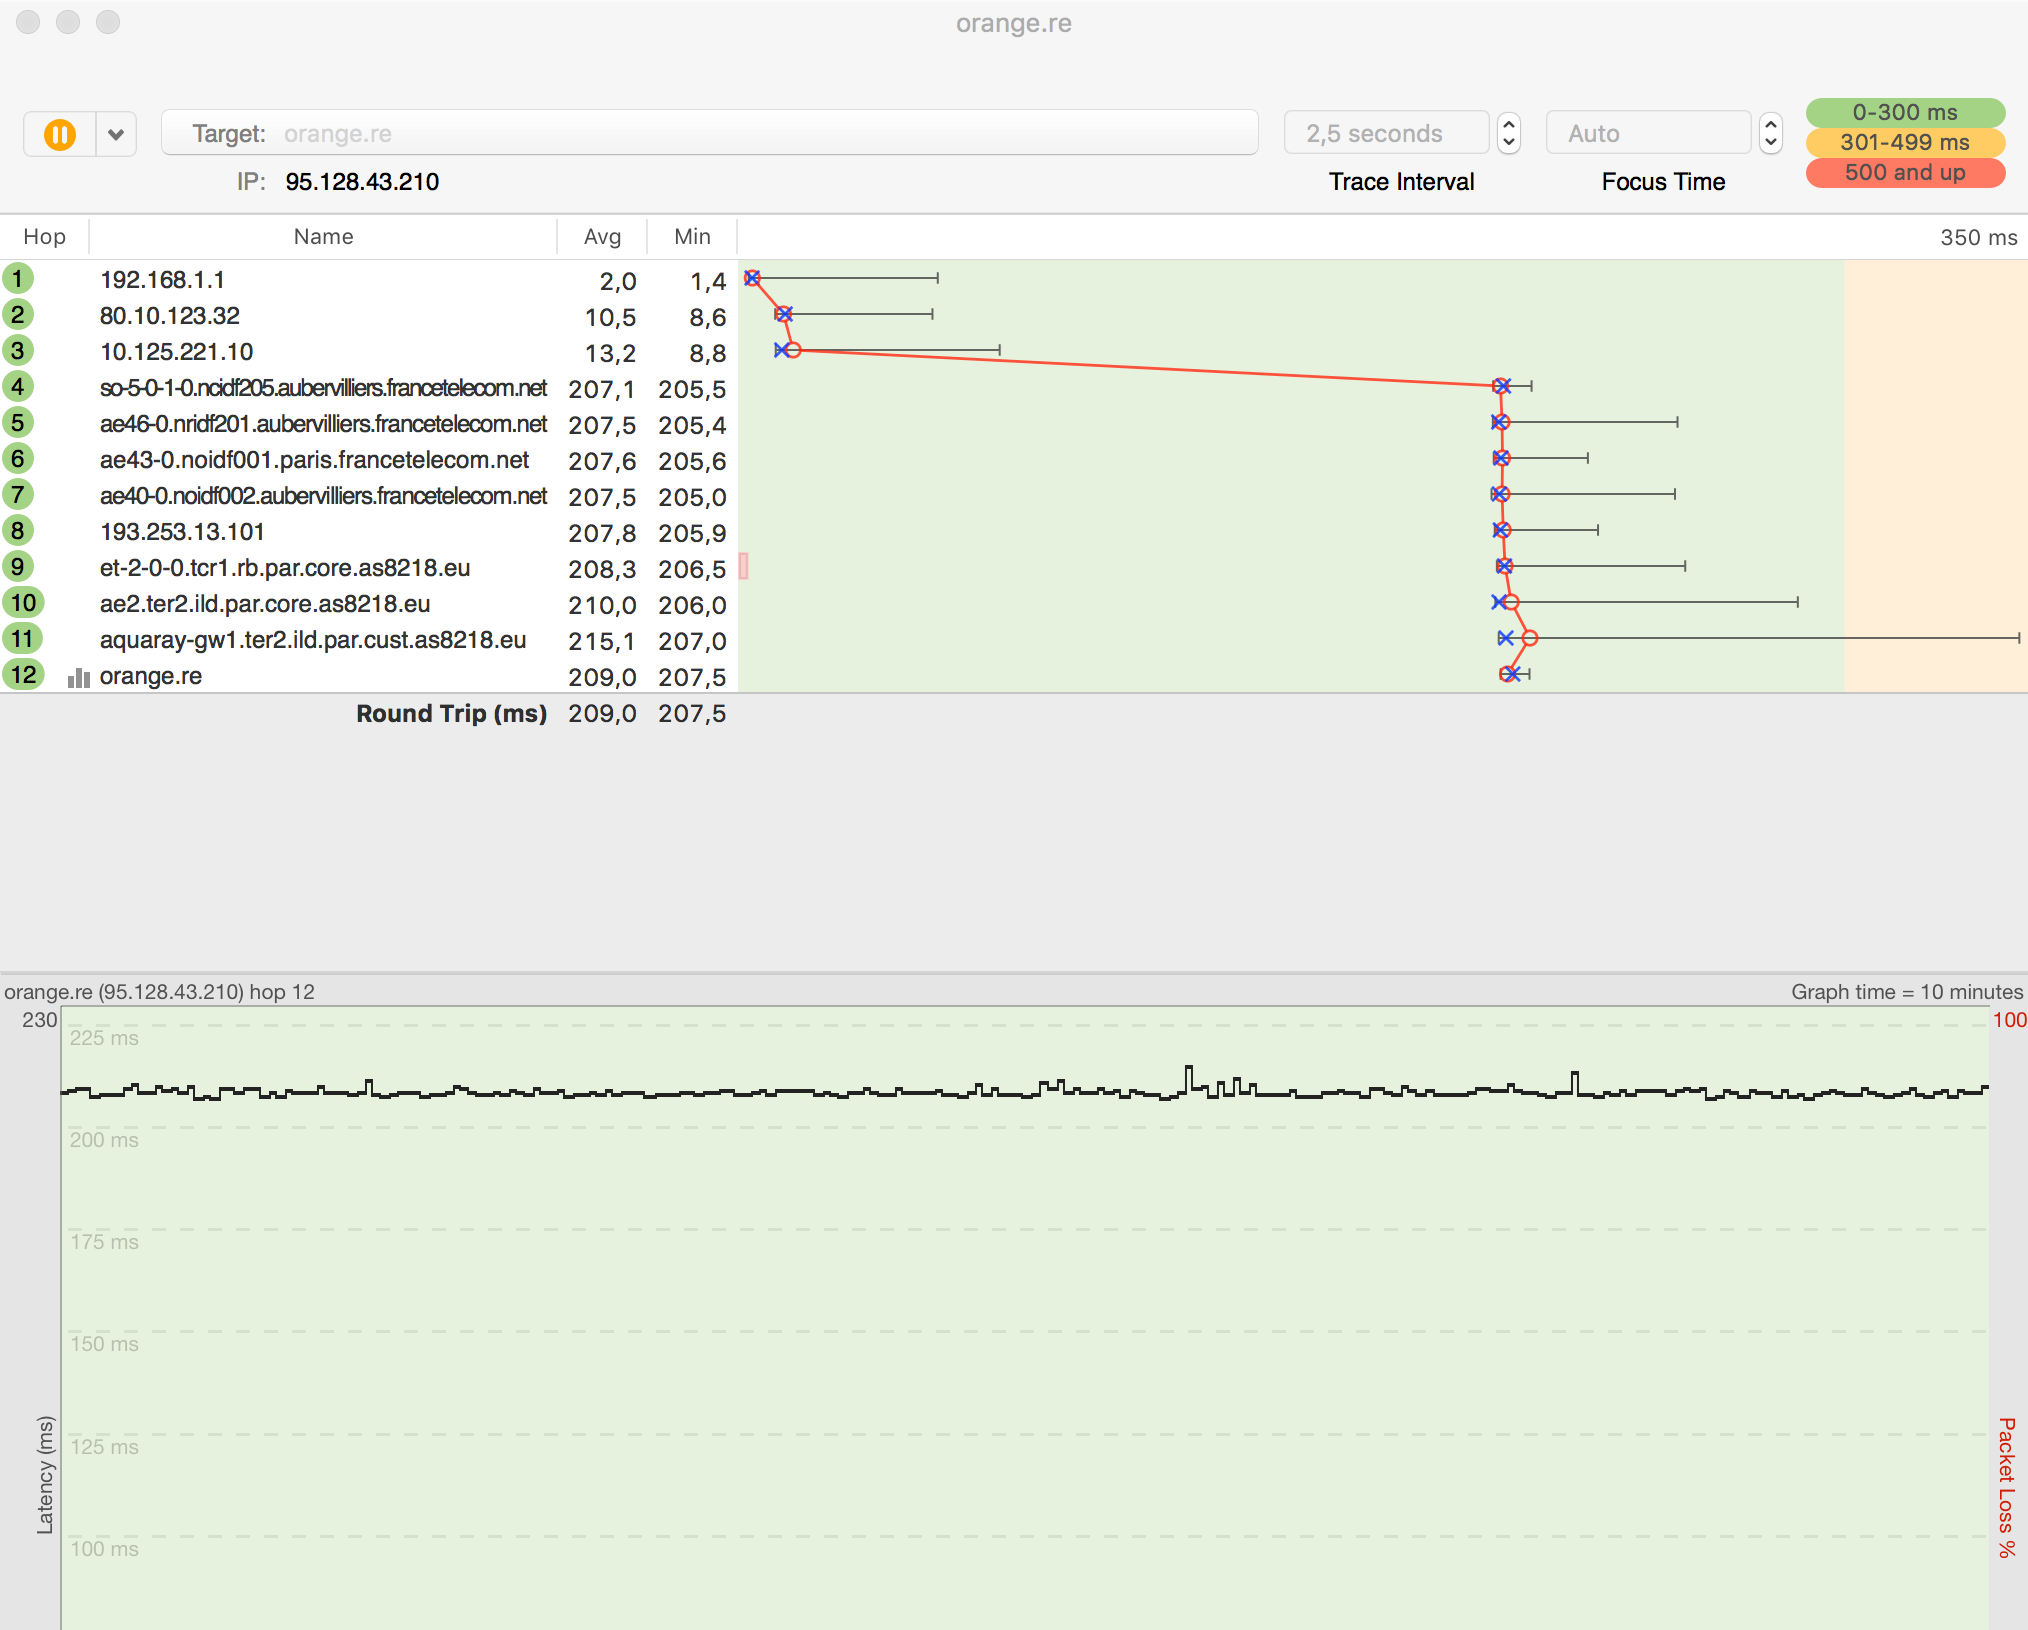 orange.re
Target: orange.re
2,5 seconds
Auto
0-300 ms
301-499 ms
500 and up
IP: 95.128.43.210
Trace Interval
Focus Time
Hop Name Avg Min 350 ms
1 192.168.1.1 2,0 1,4
2 80.10.123.32 10,5 8,6
3 10.125.221.10 13,2 8,8
4 so-5-0-1-0.ncidf205.aubervilliers.francetelecom.net 207,1 205,5
5 ae46-0.nridf201.aubervilliers.francetelecom.net 207,5 205,4
6 ae43-0.noidf001.paris.francetelecom.net 207,6 205,6
7 ae40-0.noidf002.aubervilliers.francetelecom.net 207,5 205,0
8 193.253.13.101 207,8 205,9
9 et-2-0-0.tcr1.rb.par.core.as8218.eu 208,3 206,5
10 ae2.ter2.ild.par.core.as8218.eu 210,0 206,0
11 aquaray-gw1.ter2.ild.par.cust.as8218.eu 215,1 207,0
12 orange.re 209,0 207,5
Round Trip (ms) 209,0 207,5
orange.re (95.128.43.210) hop 12
Graph time = 10 minutes
230
100
225 ms
200 ms
175 ms
150 ms
125 ms
100 ms
Latency (ms)
Packet Loss %